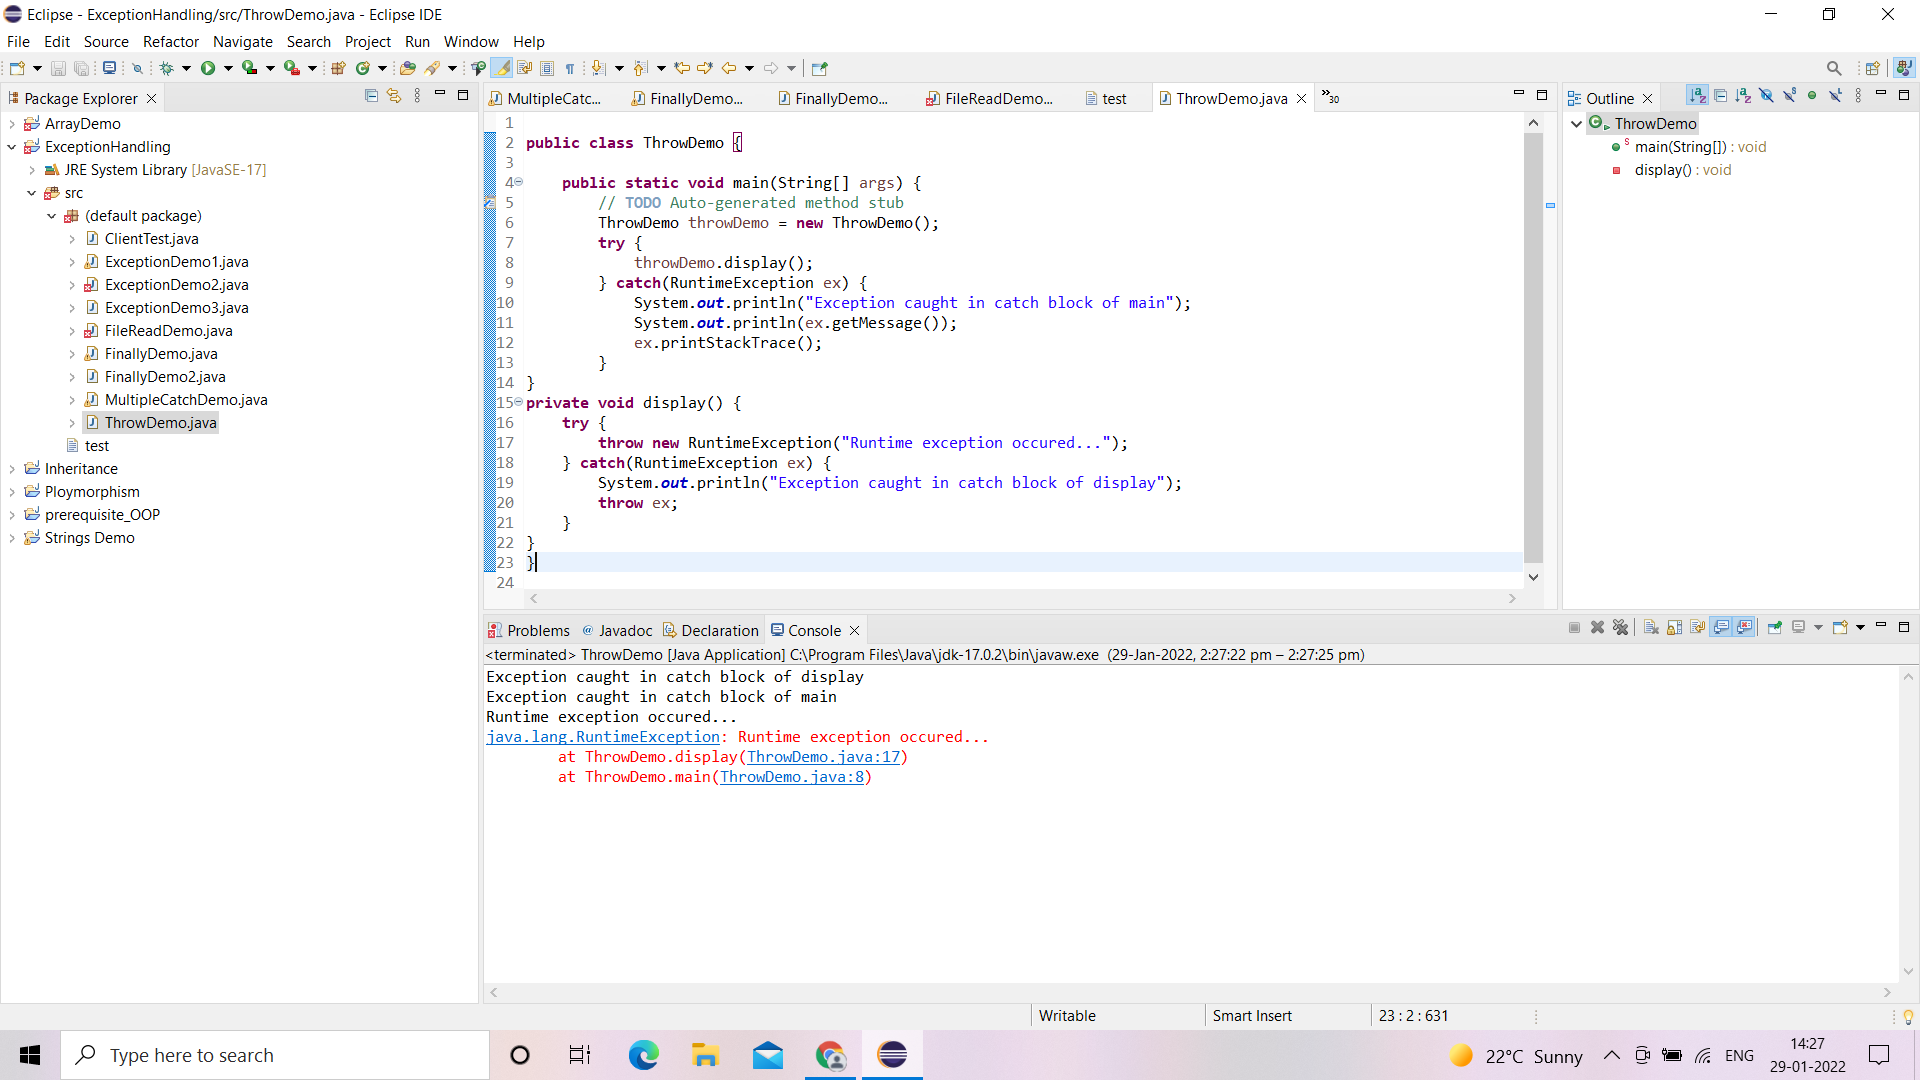 Eclipse - ExceptionHandling/src/ThrowDemo.java - Eclipse IDE
File Edit Source Refactor Navigate Search Project Run Window Help
Package Explorer
ArrayDemo
ExceptionHandling
JRE System Library [JavaSE-17]
src
(default package)
ClientTest.java
ExceptionDemo1.java
ExceptionDemo2.java
ExceptionDemo3.java
FileReadDemo.java
FinallyDemo.java
FinallyDemo2.java
MultipleCatchDemo.java
ThrowDemo.java
test
Inheritance
Ploymorphism
prerequisite_OOP
Strings Demo
MultipleCatc... FinallyDemo... FinallyDemo... FileReadDemo... test ThrowDemo.java »30
1
2 public class ThrowDemo {
3
4 public static void main(String[] args) {
5 // TODO Auto-generated method stub
6 ThrowDemo throwDemo = new ThrowDemo();
7 try {
8 throwDemo.display();
9 } catch(RuntimeException ex) {
10 System.out.println("Exception caught in catch block of main");
11 System.out.println(ex.getMessage());
12 ex.printStackTrace();
13 }
14 }
15 private void display() {
16 try {
17 throw new RuntimeException("Runtime exception occured...");
18 } catch(RuntimeException ex) {
19 System.out.println("Exception caught in catch block of display");
20 throw ex;
21 }
22 }
23 }
24
Outline
ThrowDemo
main(String[]) : void
display() : void
Problems @ Javadoc Declaration Console
<terminated> ThrowDemo [Java Application] C:\Program Files\Java\jdk-17.0.2\bin\javaw.exe (29-Jan-2022, 2:27:22 pm – 2:27:25 pm)
Exception caught in catch block of display
Exception caught in catch block of main
Runtime exception occured...
java.lang.RuntimeException: Runtime exception occured...
at ThrowDemo.display(ThrowDemo.java:17)
at ThrowDemo.main(ThrowDemo.java:8)
Writable Smart Insert 23 : 2 : 631
Type here to search
22°C Sunny
ENG
14:27
29-01-2022